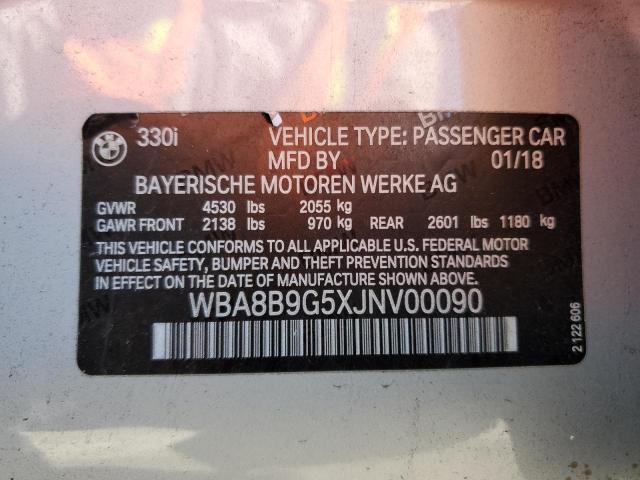 330i VEHICLE TYPE: PASSENGER CAR
MFD BY 01/18
BAYERISCHE MOTOREN WERKE AG
GVWR 4530 lbs 2055 kg
GAWR FRONT 2138 lbs 970 kg REAR 2601 lbs 1180 kg
THIS VEHICLE CONFORMS TO ALL APPLICABLE U.S. FEDERAL MOTOR
VEHICLE SAFETY, BUMPER AND THEFT PREVENTION STANDARDS
IN EFFECT ON THE DATE OF MANUFACTURE SHOWN ABOVE:
WBA8B9G5XJNV00090
2 122 606